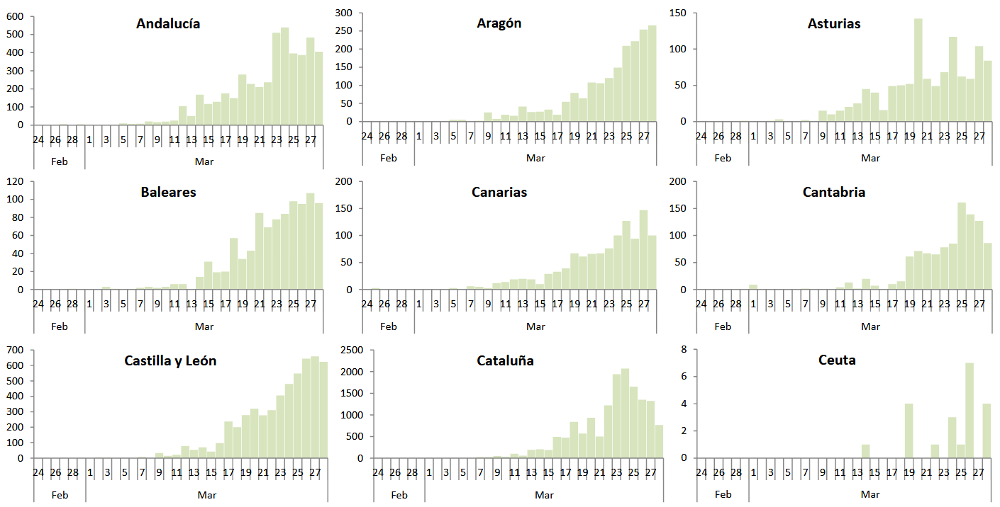 Andalucía
600
500
400
300
200
100
0
24 26 28 1 3 5 7 9 11 13 15 17 19 21 23 25 27
Feb Mar
Aragón
300
250
200
150
100
50
0
24 26 28 1 3 5 7 9 11 13 15 17 19 21 23 25 27
Feb Mar
Asturias
150
100
50
0
24 26 28 1 3 5 7 9 11 13 15 17 19 21 23 25 27
Feb Mar
Baleares
120
100
80
60
40
20
0
24 26 28 1 3 5 7 9 11 13 15 17 19 21 23 25 27
Feb Mar
Canarias
200
150
100
50
0
24 26 28 1 3 5 7 9 11 13 15 17 19 21 23 25 27
Feb Mar
Cantabria
200
150
100
50
0
24 26 28 1 3 5 7 9 11 13 15 17 19 21 23 25 27
Feb Mar
Castilla y León
700
600
500
400
300
200
100
0
24 26 28 1 3 5 7 9 11 13 15 17 19 21 23 25 27
Feb Mar
Cataluña
2500
2000
1500
1000
500
0
24 26 28 1 3 5 7 9 11 13 15 17 19 21 23 25 27
Feb Mar
Ceuta
8
6
4
2
0
24 26 28 1 3 5 7 9 11 13 15 17 19 21 23 25 27
Feb Mar